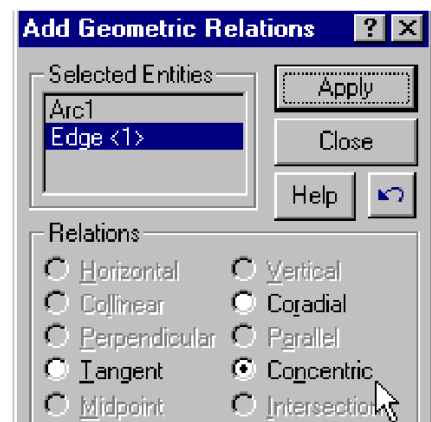 Add Geometric Relations ? ×
Selected Entities
Apply
Arc1
Edge <1>
Close
Help
Relations
Horizontal Vertical
Collinear Coradial
Perpendicular Parallel
Tangent Concentric
Midpoint Intersection